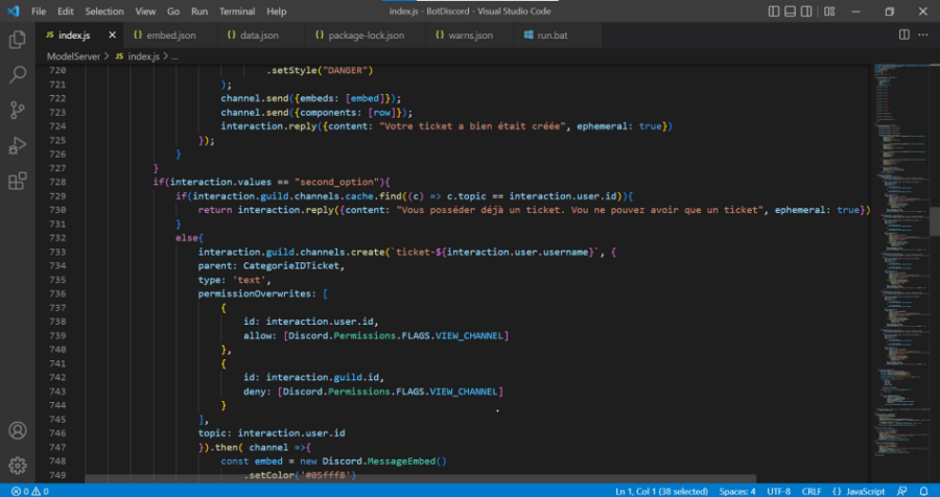 File Edit Selection View Go Run Terminal Help index.js - BotDiscord - Visual Studio Code
JS index.js {} embed.json {} data.json {} package-lock.json {} warns.json run.bat
ModelServer > JS index.js > ...
720 .setStyle("DANGER")
721 );
722 channel.send({embeds: [embed]});
723 channel.send({components: [row]});
724 interaction.reply({content: "Votre ticket a bien était créée", ephemeral: true})
725 });
726 }
727 }
728 if(interaction.values == "second_option"){
729 if(interaction.guild.channels.cache.find((c) => c.topic == interaction.user.id)){
730 return interaction.reply({content: "Vous posséder déjà un ticket. Vou ne pouvez avoir que un ticket", ephemeral: true})
731 }
732 else{
733 interaction.guild.channels.create(`ticket-${interaction.user.username}`, {
734 parent: CategorieIDTicket,
735 type: 'text',
736 permissionOverwrites: [
737 {
738 id: interaction.user.id,
739 allow: [Discord.Permissions.FLAGS.VIEW_CHANNEL]
740 },
741 {
742 id: interaction.guild.id,
743 deny: [Discord.Permissions.FLAGS.VIEW_CHANNEL]
744 }
745 ],
746 topic: interaction.user.id
747 }).then( channel =>{
748 const embed = new Discord.MessageEmbed()
749 .setColor('#05fff8')
0 0 Ln 1, Col 1 (38 selected) Spaces: 4 UTF-8 CRLF {} JavaScript